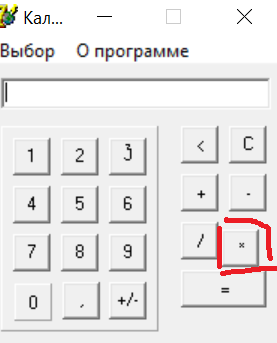 Кал...
Выбор О программе
1 2 3 < C
4 5 6 + -
7 8 9 / *
0 , +/- =